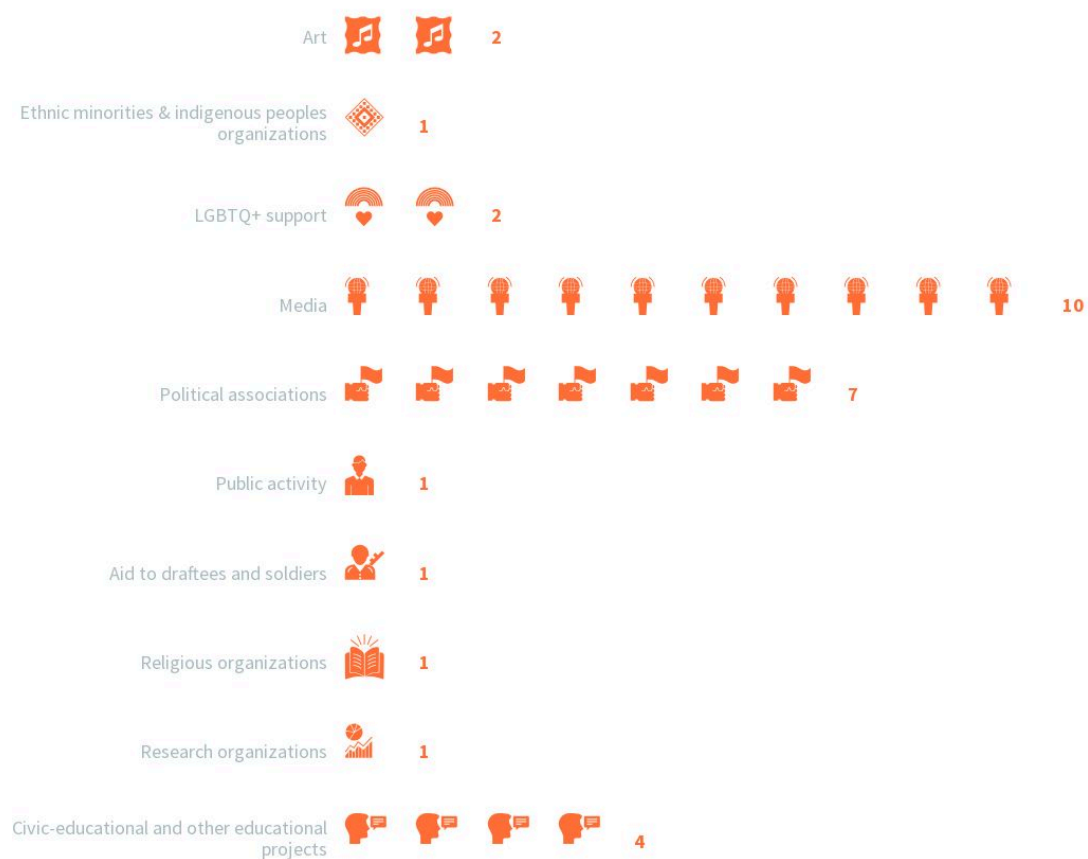 Art 2
Ethnic minorities & indigenous peoples
organizations 1
LGBTQ+ support 2
Media 10
Political associations 7
Public activity 1
Aid to draftees and soldiers 1
Religious organizations 1
Research organizations 1
Civic-educational and other educational
projects 4